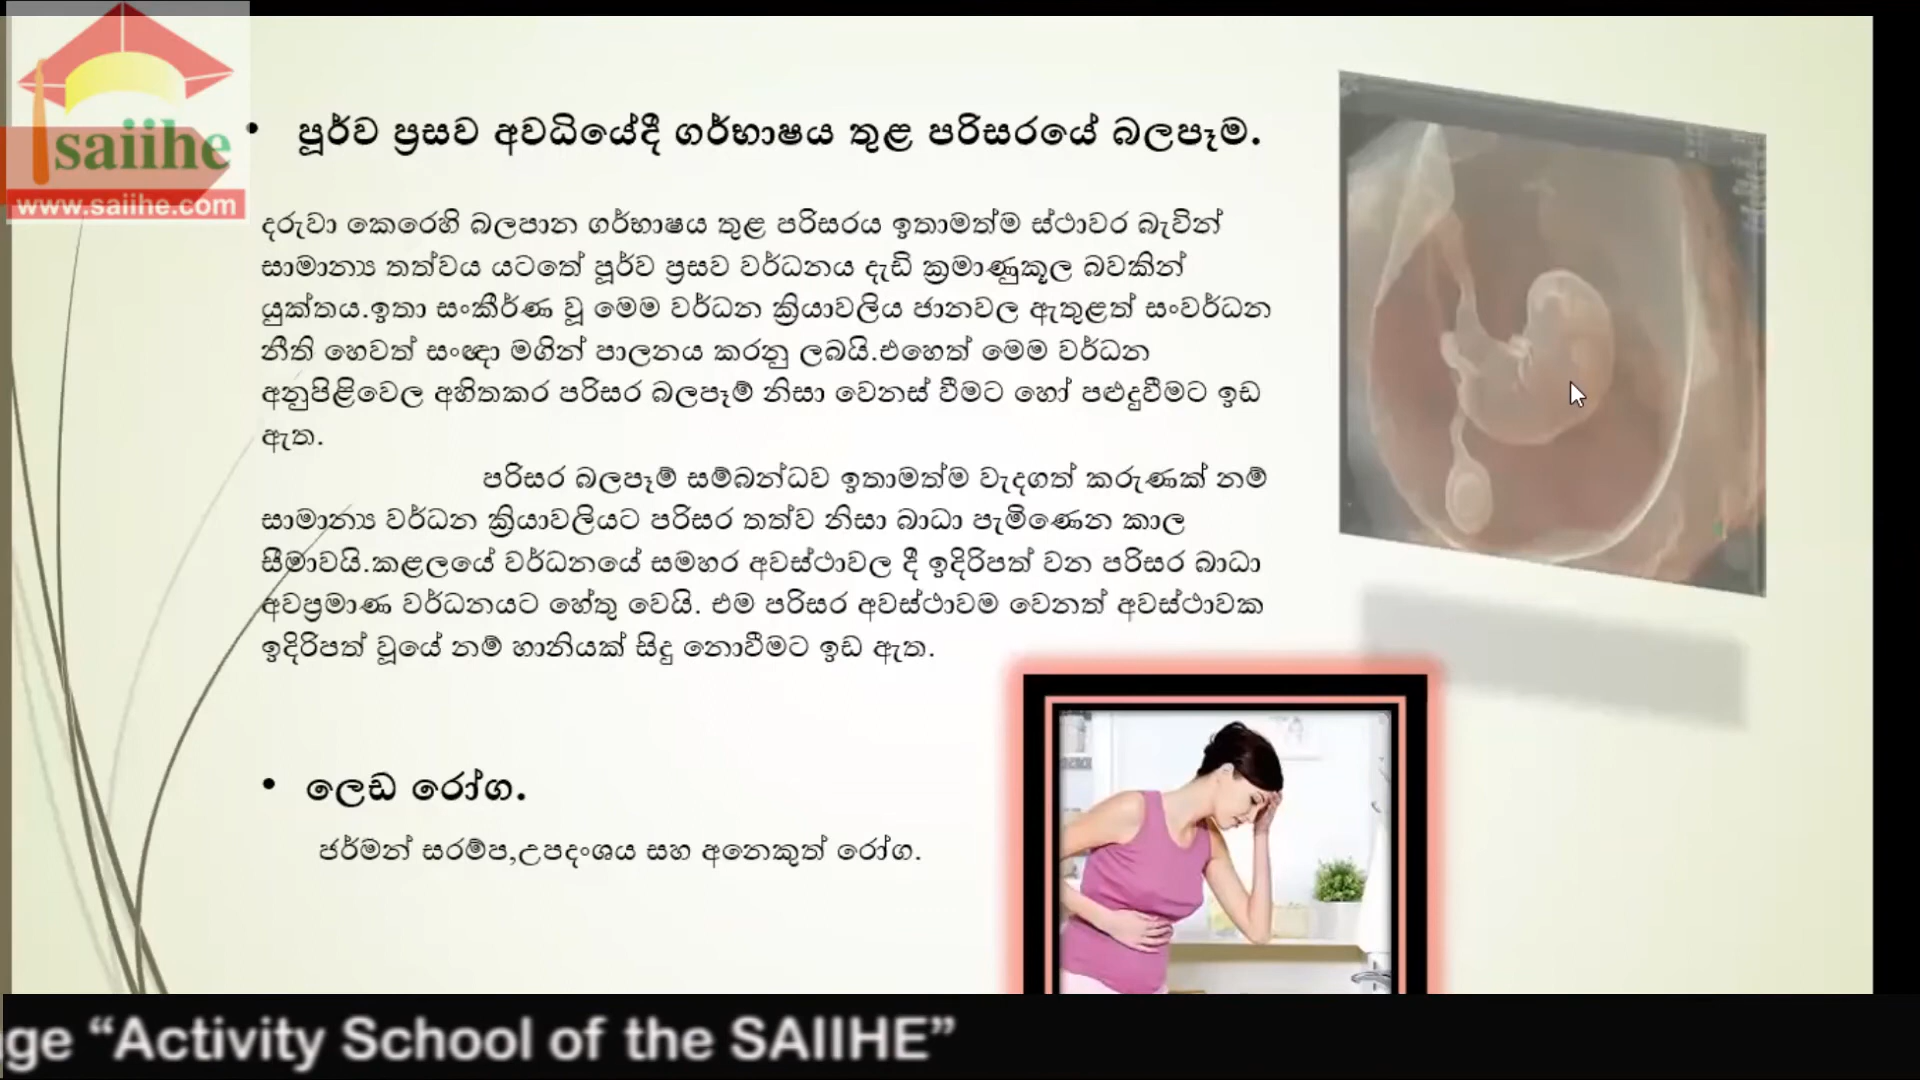 saiihe
www.saiihe.com
• පූර්ව ප්‍රසව අවධියේදී ගර්භාෂය තුළ පරිසරයේ බලපෑම.
දරුවා කෙරෙහි බලපාන ගර්භාෂය තුළ පරිසරය ඉතාමත්ම ස්ථාවර බැවින්
සාමාන්‍ය තත්වය යටතේ පූර්ව ප්‍රසව වර්ධනය දැඩි ක්‍රමාණුකූල බවකින්
යුක්තය.ඉතා සංකීර්ණ වූ මෙම වර්ධන ක්‍රියාවලිය ජානවල ඇතුළත් සංවර්ධන
නීති හෙවත් සංඥා මගින් පාලනය කරනු ලබයි.එහෙත් මෙම වර්ධන
අනුපිළිවෙල අහිතකර පරිසර බලපෑම් නිසා වෙනස් වීමට හෝ පළුදුවීමට ඉඩ
ඇත.
පරිසර බලපෑම් සම්බන්ධව ඉතාමත්ම වැදගත් කරුණක් නම්
සාමාන්‍ය වර්ධන ක්‍රියාවලියට පරිසර තත්ව නිසා බාධා පැමිණෙන කාල
සීමාවයි.කළලයේ වර්ධනයේ සමහර අවස්ථාවල දී ඉදිරිපත් වන පරිසර බාධා
අවප්‍රමාණ වර්ධනයට හේතු වෙයි. එම පරිසර අවස්ථාවම වෙනත් අවස්ථාවක
ඉදිරිපත් වූයේ නම් හානියක් සිදු නොවීමට ඉඩ ඇත.
• ලෙඩ රෝග.
ජර්මන් සරම්ප,උපදංශය සහ අනෙකුත් රෝග.
ge “Activity School of the SAIIHE”